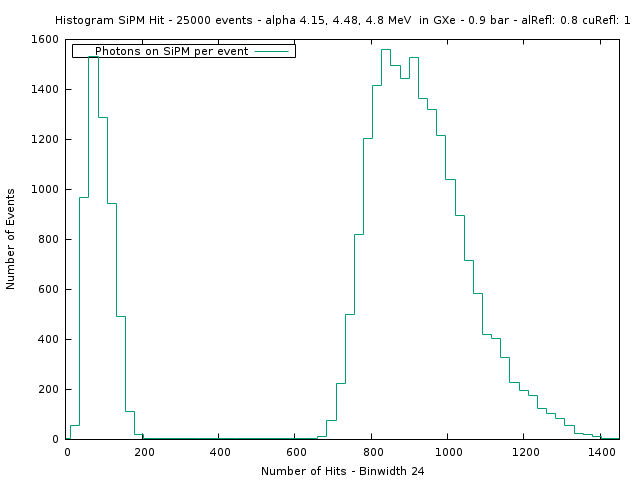 Histogram SiPM Hit - 25000 events - alpha 4.15, 4.48, 4.8 MeV  in GXe - 0.9 bar - alRefl: 0.8 cuRefl: 1
Photons on SiPM per event
1600
1400
1200
1000
800
600
400
200
0
Number of Events
0 200 400 600 800 1000 1200 1400
Number of Hits - Binwidth 24